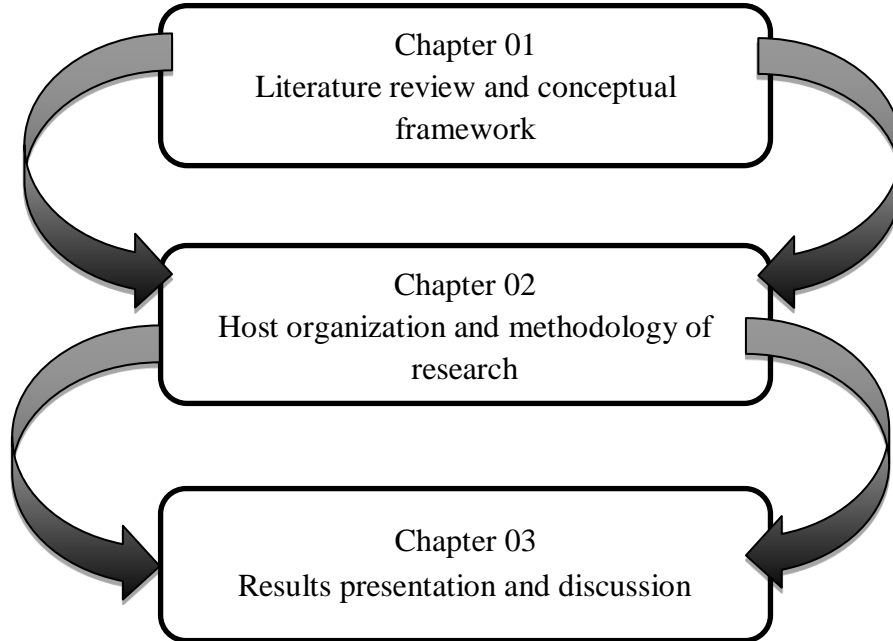 Chapter 01
Literature review and conceptual
framework
Chapter 02
Host organization and methodology of
research
Chapter 03
Results presentation and discussion